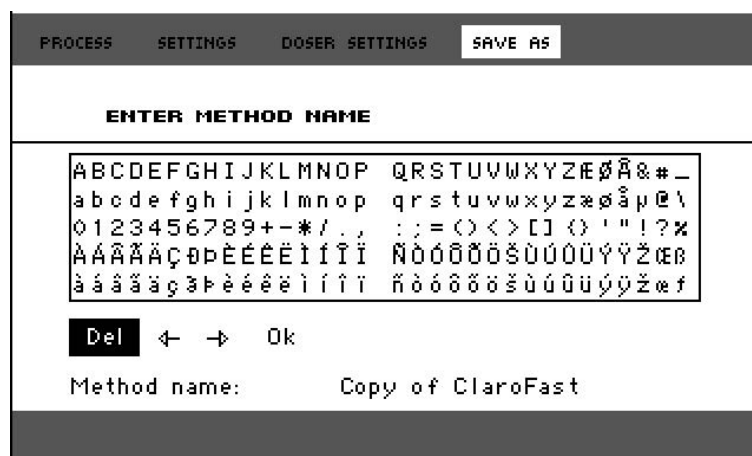 PROCESS SETTINGS DOSER SETTINGS SAVE AS
ENTER METHOD NAME
ABCDEFGHIJKLMNOP QRSTUVWXYZÆØÅ&#_
abcdefghijklmnop qrstuvwxyzæøåµ@\
0123456789+-*/., :;=()<>[]{}'"!?%
ÀÁÂÃÄÇÐÞÈÉÊËÌÍÎÏ ÑÒÓÔÕÖŠÙÚÛÜÝŸŽŒß
àáâãäçðþèéêëìíîï ñòóôõöšùúûüýÿžœƒ
Del ← → Ok
Method name: Copy of ClaroFast